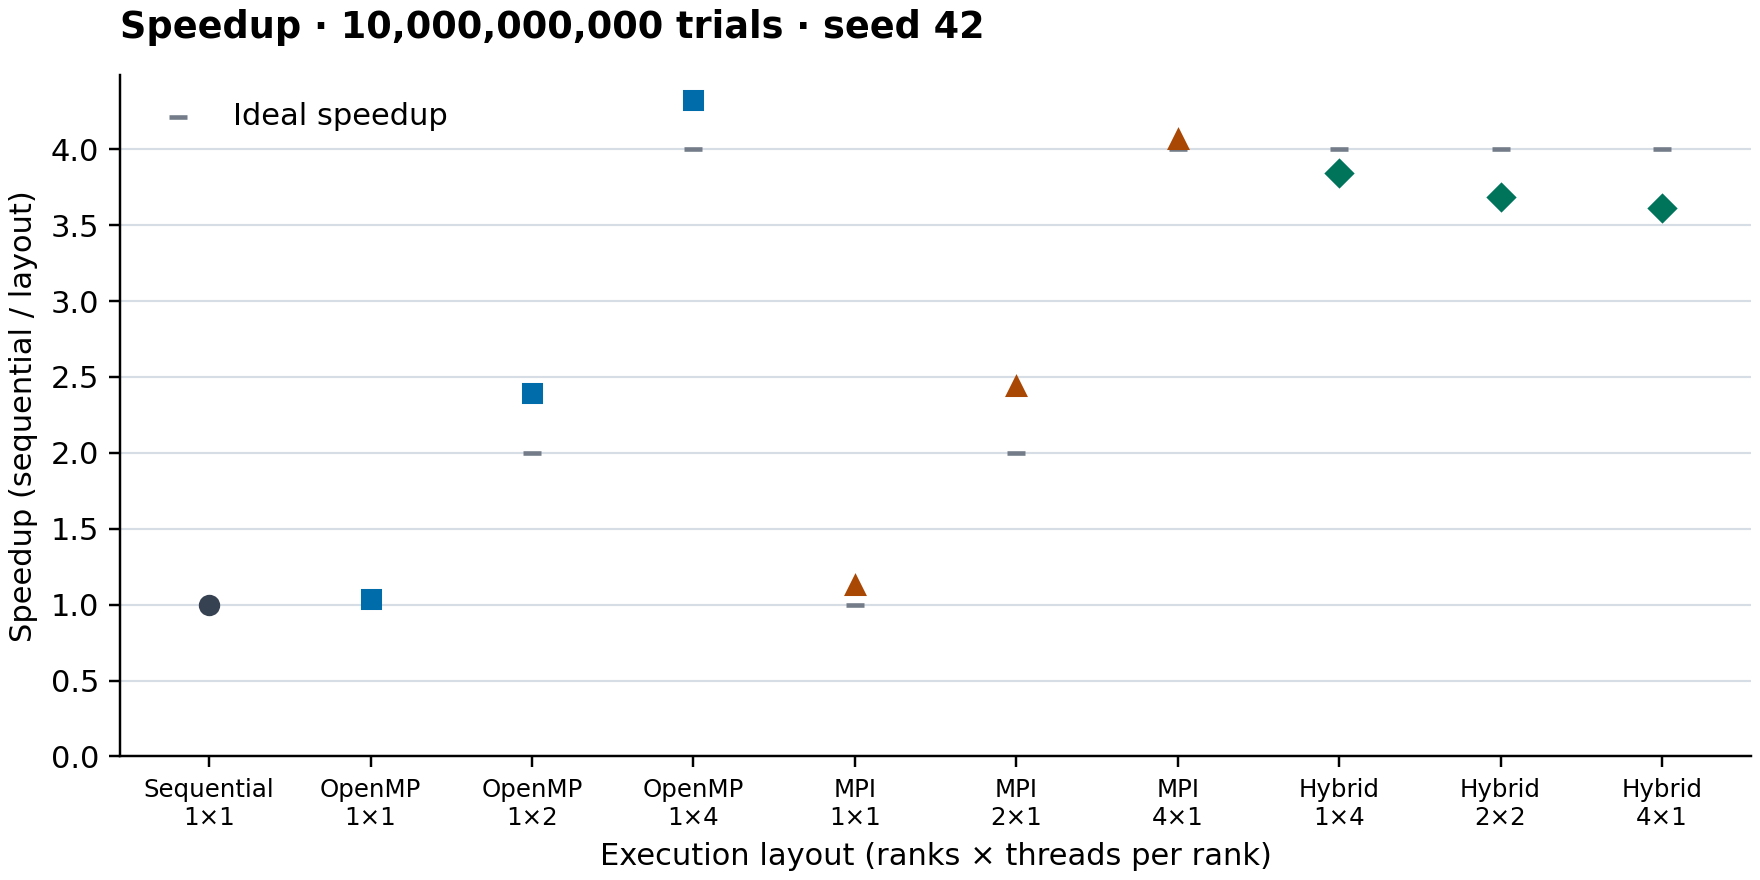 Speedup · 10,000,000,000 trials · seed 42
Ideal speedup
Speedup (sequential / layout)
4.0
3.5
3.0
2.5
2.0
1.5
1.0
0.5
0.0
Sequential
1×1
OpenMP
1×1
OpenMP
1×2
OpenMP
1×4
MPI
1×1
MPI
2×1
MPI
4×1
Hybrid
1×4
Hybrid
2×2
Hybrid
4×1
Execution layout (ranks × threads per rank)